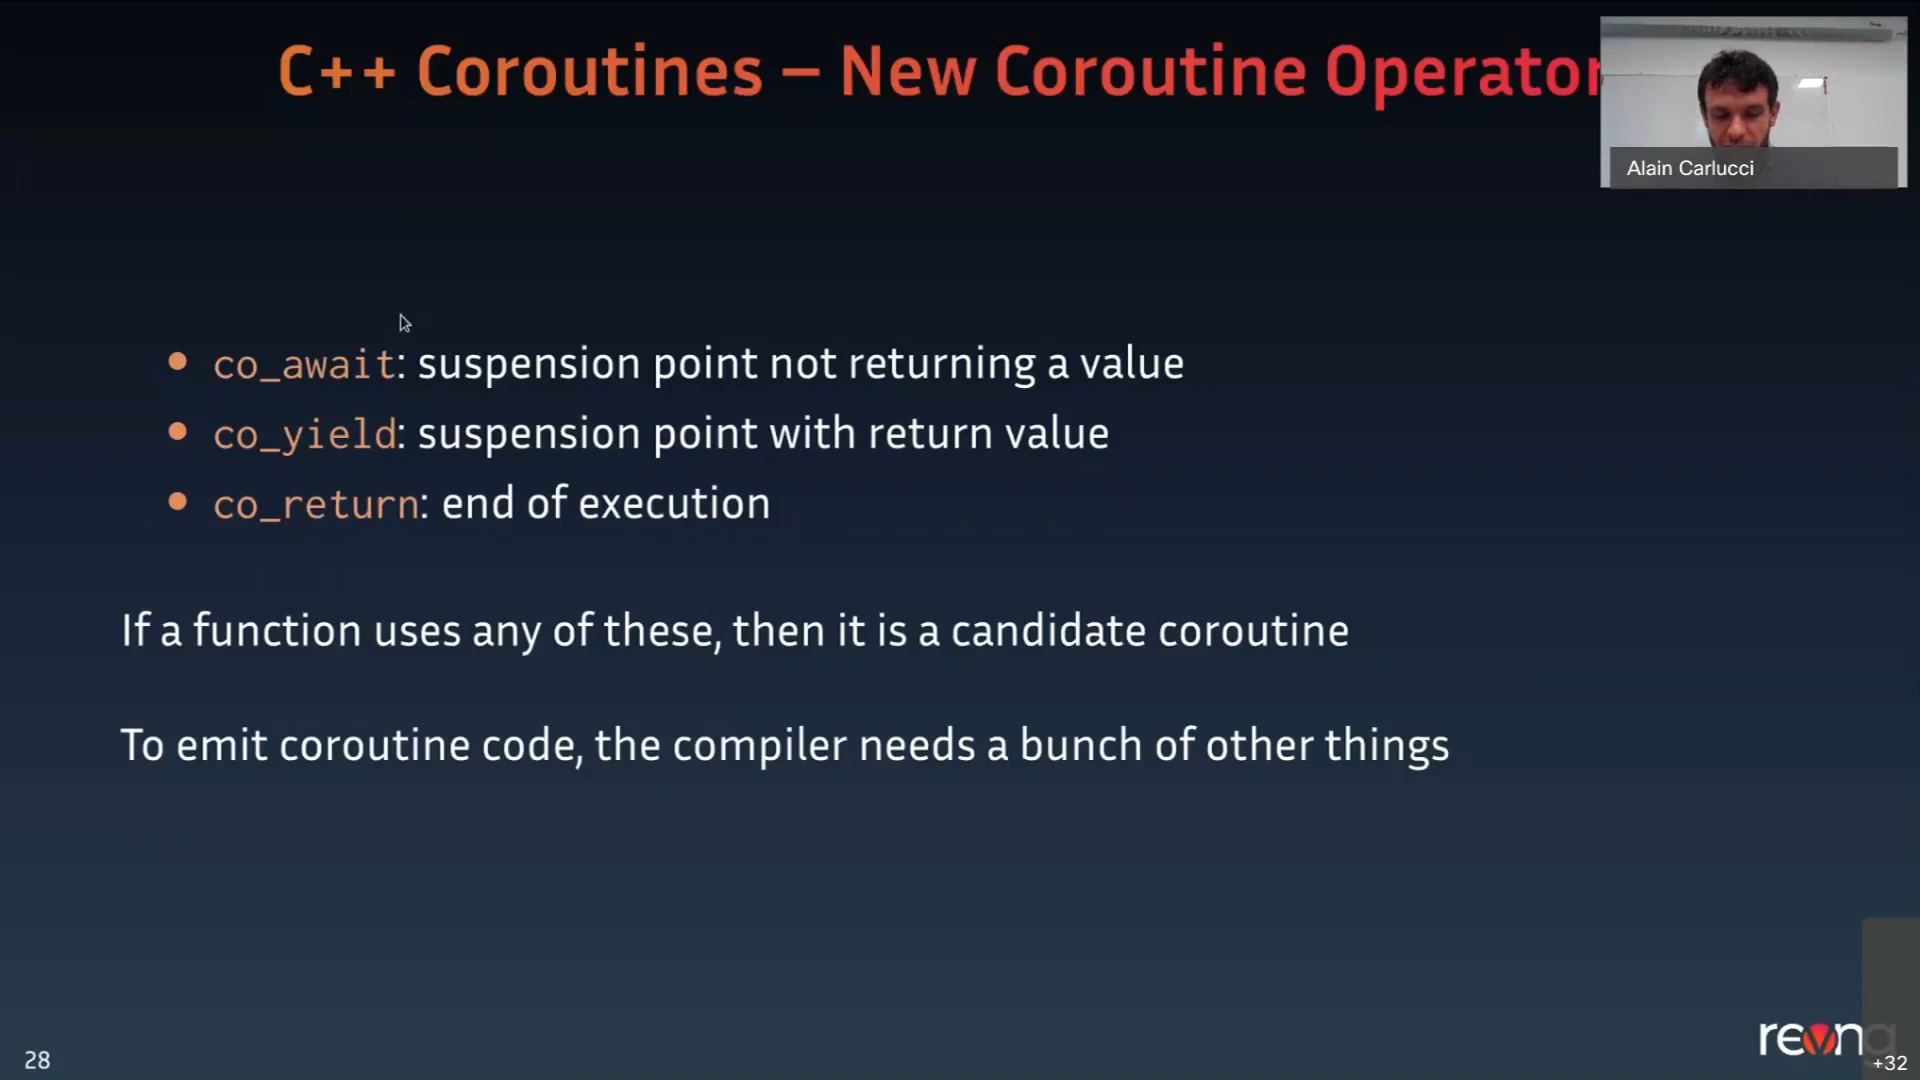 C++ Coroutines – New Coroutine Operator
Alain Carlucci
• co_await: suspension point not returning a value
• co_yield: suspension point with return value
• co_return: end of execution
If a function uses any of these, then it is a candidate coroutine
To emit coroutine code, the compiler needs a bunch of other things
revng
28
+32